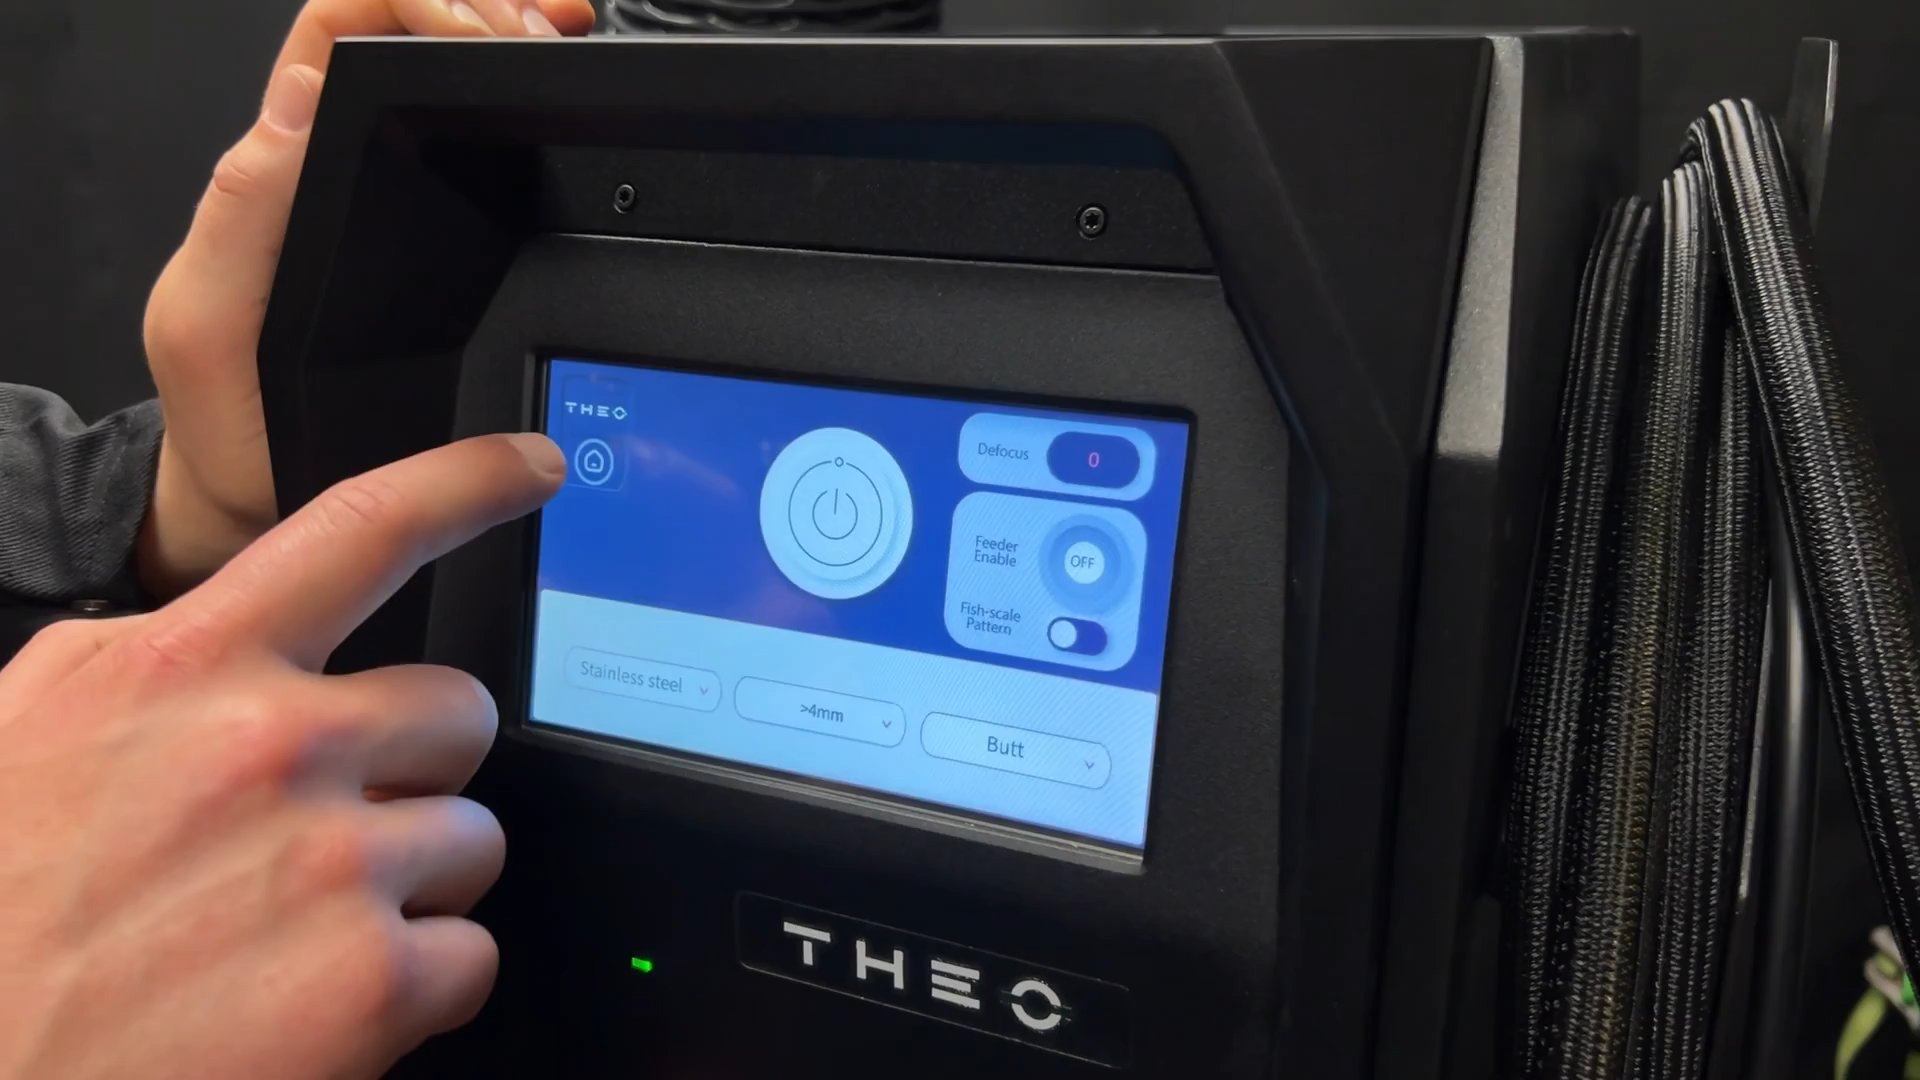 THEO
Defocus
0
Feeder
Enable
OFF
Fish-scale
Pattern
Stainless steel
>4mm
Butt
THEO